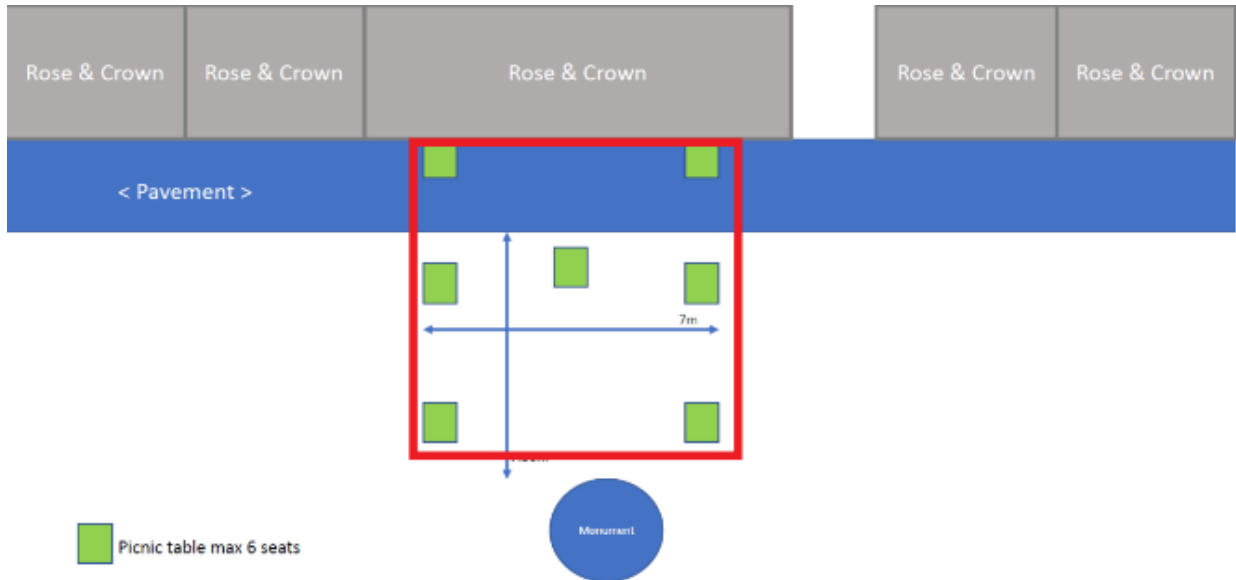 Rose & Crown
Rose & Crown
Rose & Crown
Rose & Crown
Rose & Crown
< Pavement >
7m
Monument
Picnic table max 6 seats